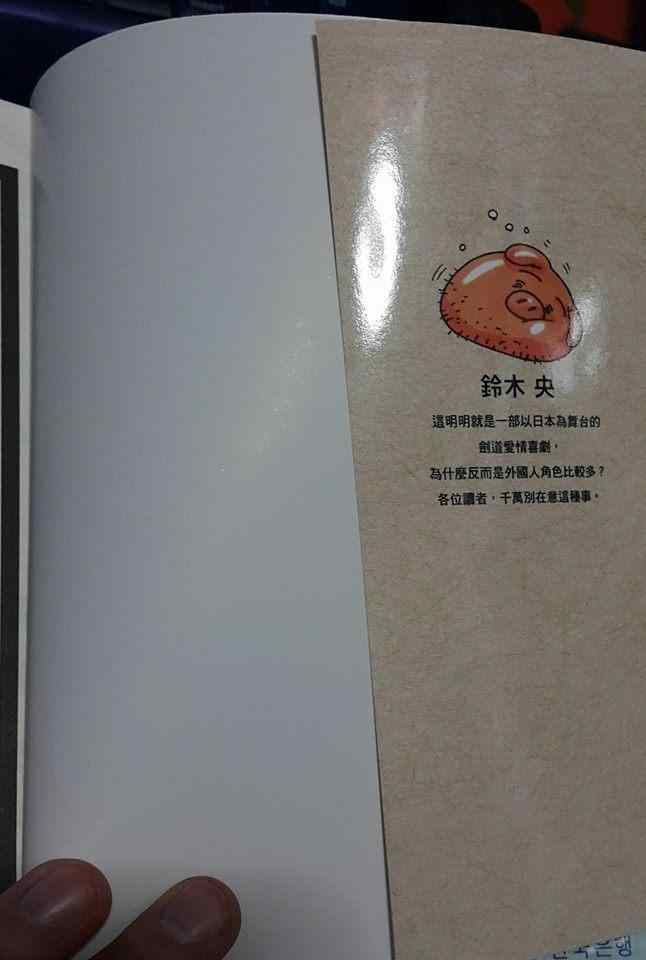 鈴木 央
這明明就是一部以日本為舞台的
劍道愛情喜劇，
為什麼反而是外國人角色比較多？
各位讀者，千萬別在意這種事。